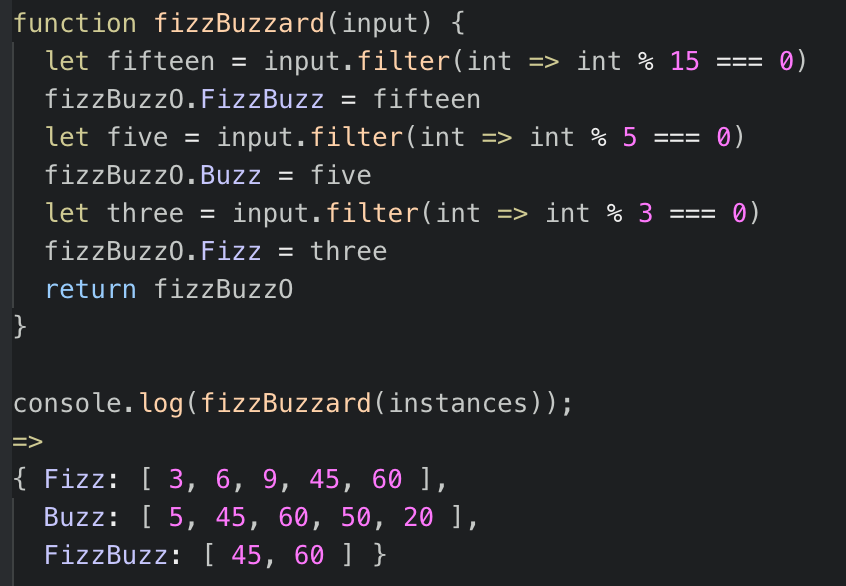 function fizzBuzzard(input) {
  let fifteen = input.filter(int => int % 15 === 0)
  fizzBuzzO.FizzBuzz = fifteen
  let five = input.filter(int => int % 5 === 0)
  fizzBuzzO.Buzz = five
  let three = input.filter(int => int % 3 === 0)
  fizzBuzzO.Fizz = three
  return fizzBuzzO
}

console.log(fizzBuzzard(instances));
=>
{ Fizz: [ 3, 6, 9, 45, 60 ],
  Buzz: [ 5, 45, 60, 50, 20 ],
  FizzBuzz: [ 45, 60 ] }